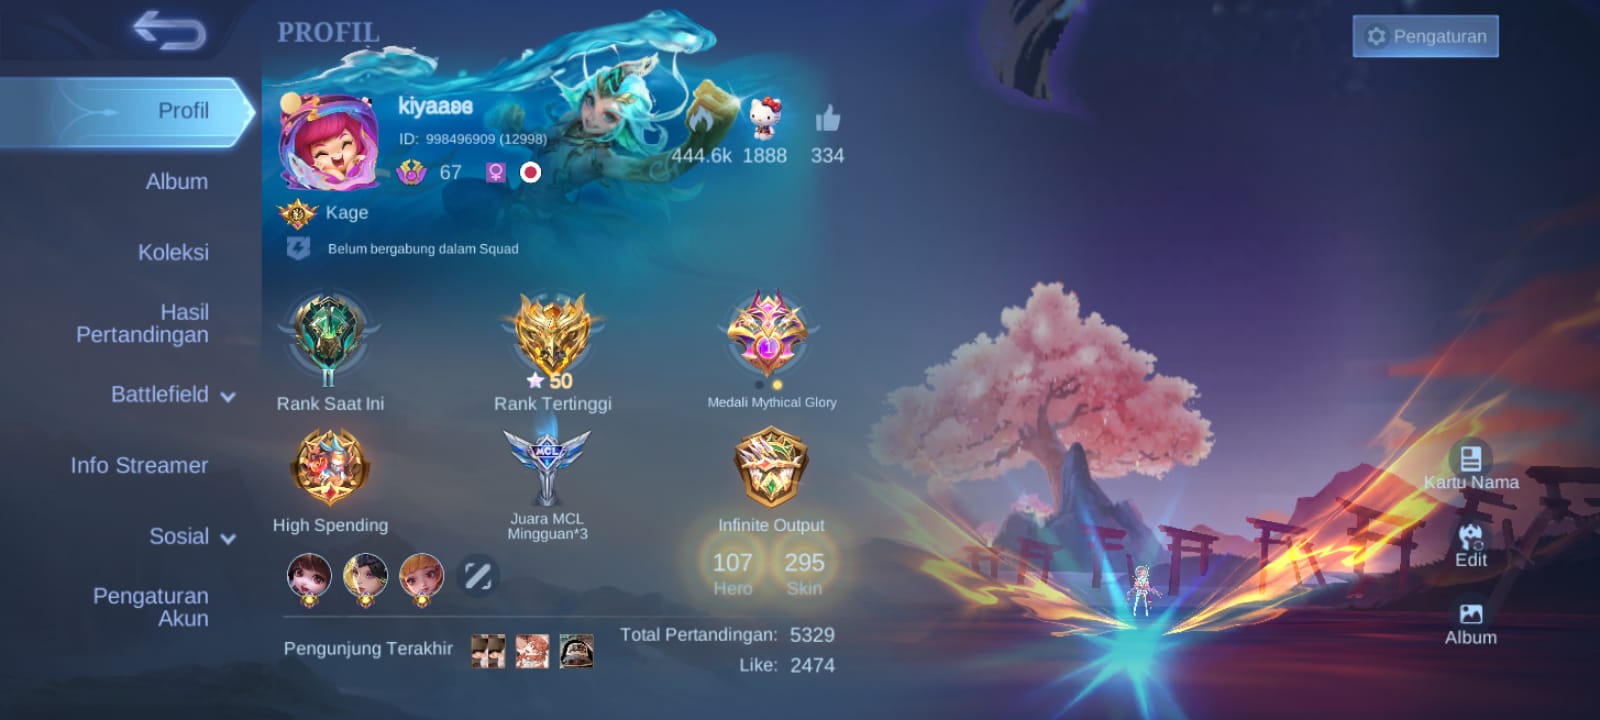 PROFIL
Pengaturan
Profil
Album
Koleksi
Hasil
Pertandingan
Battlefield
Info Streamer
Sosial
Pengaturan
Akun
kiyaaɞɞ
ID: 998496909 (12998)
67
444.6k
1888
334
Kage
Belum bergabung dalam Squad
II
Rank Saat Ini
50
Rank Tertinggi
1
Medali Mythical Glory
High Spending
MCL
Juara MCL
Mingguan*3
Infinite Output
107
Hero
295
Skin
Pengunjung Terakhir
Total Pertandingan: 5329
Like: 2474
Kartu Nama
Edit
Album